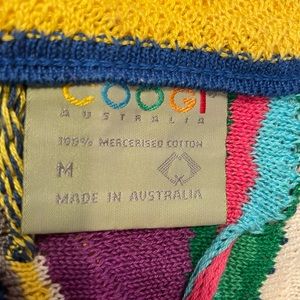 COOGI
AUSTRALIA
100% MERCERISED COTTON
M
MADE IN AUSTRALIA